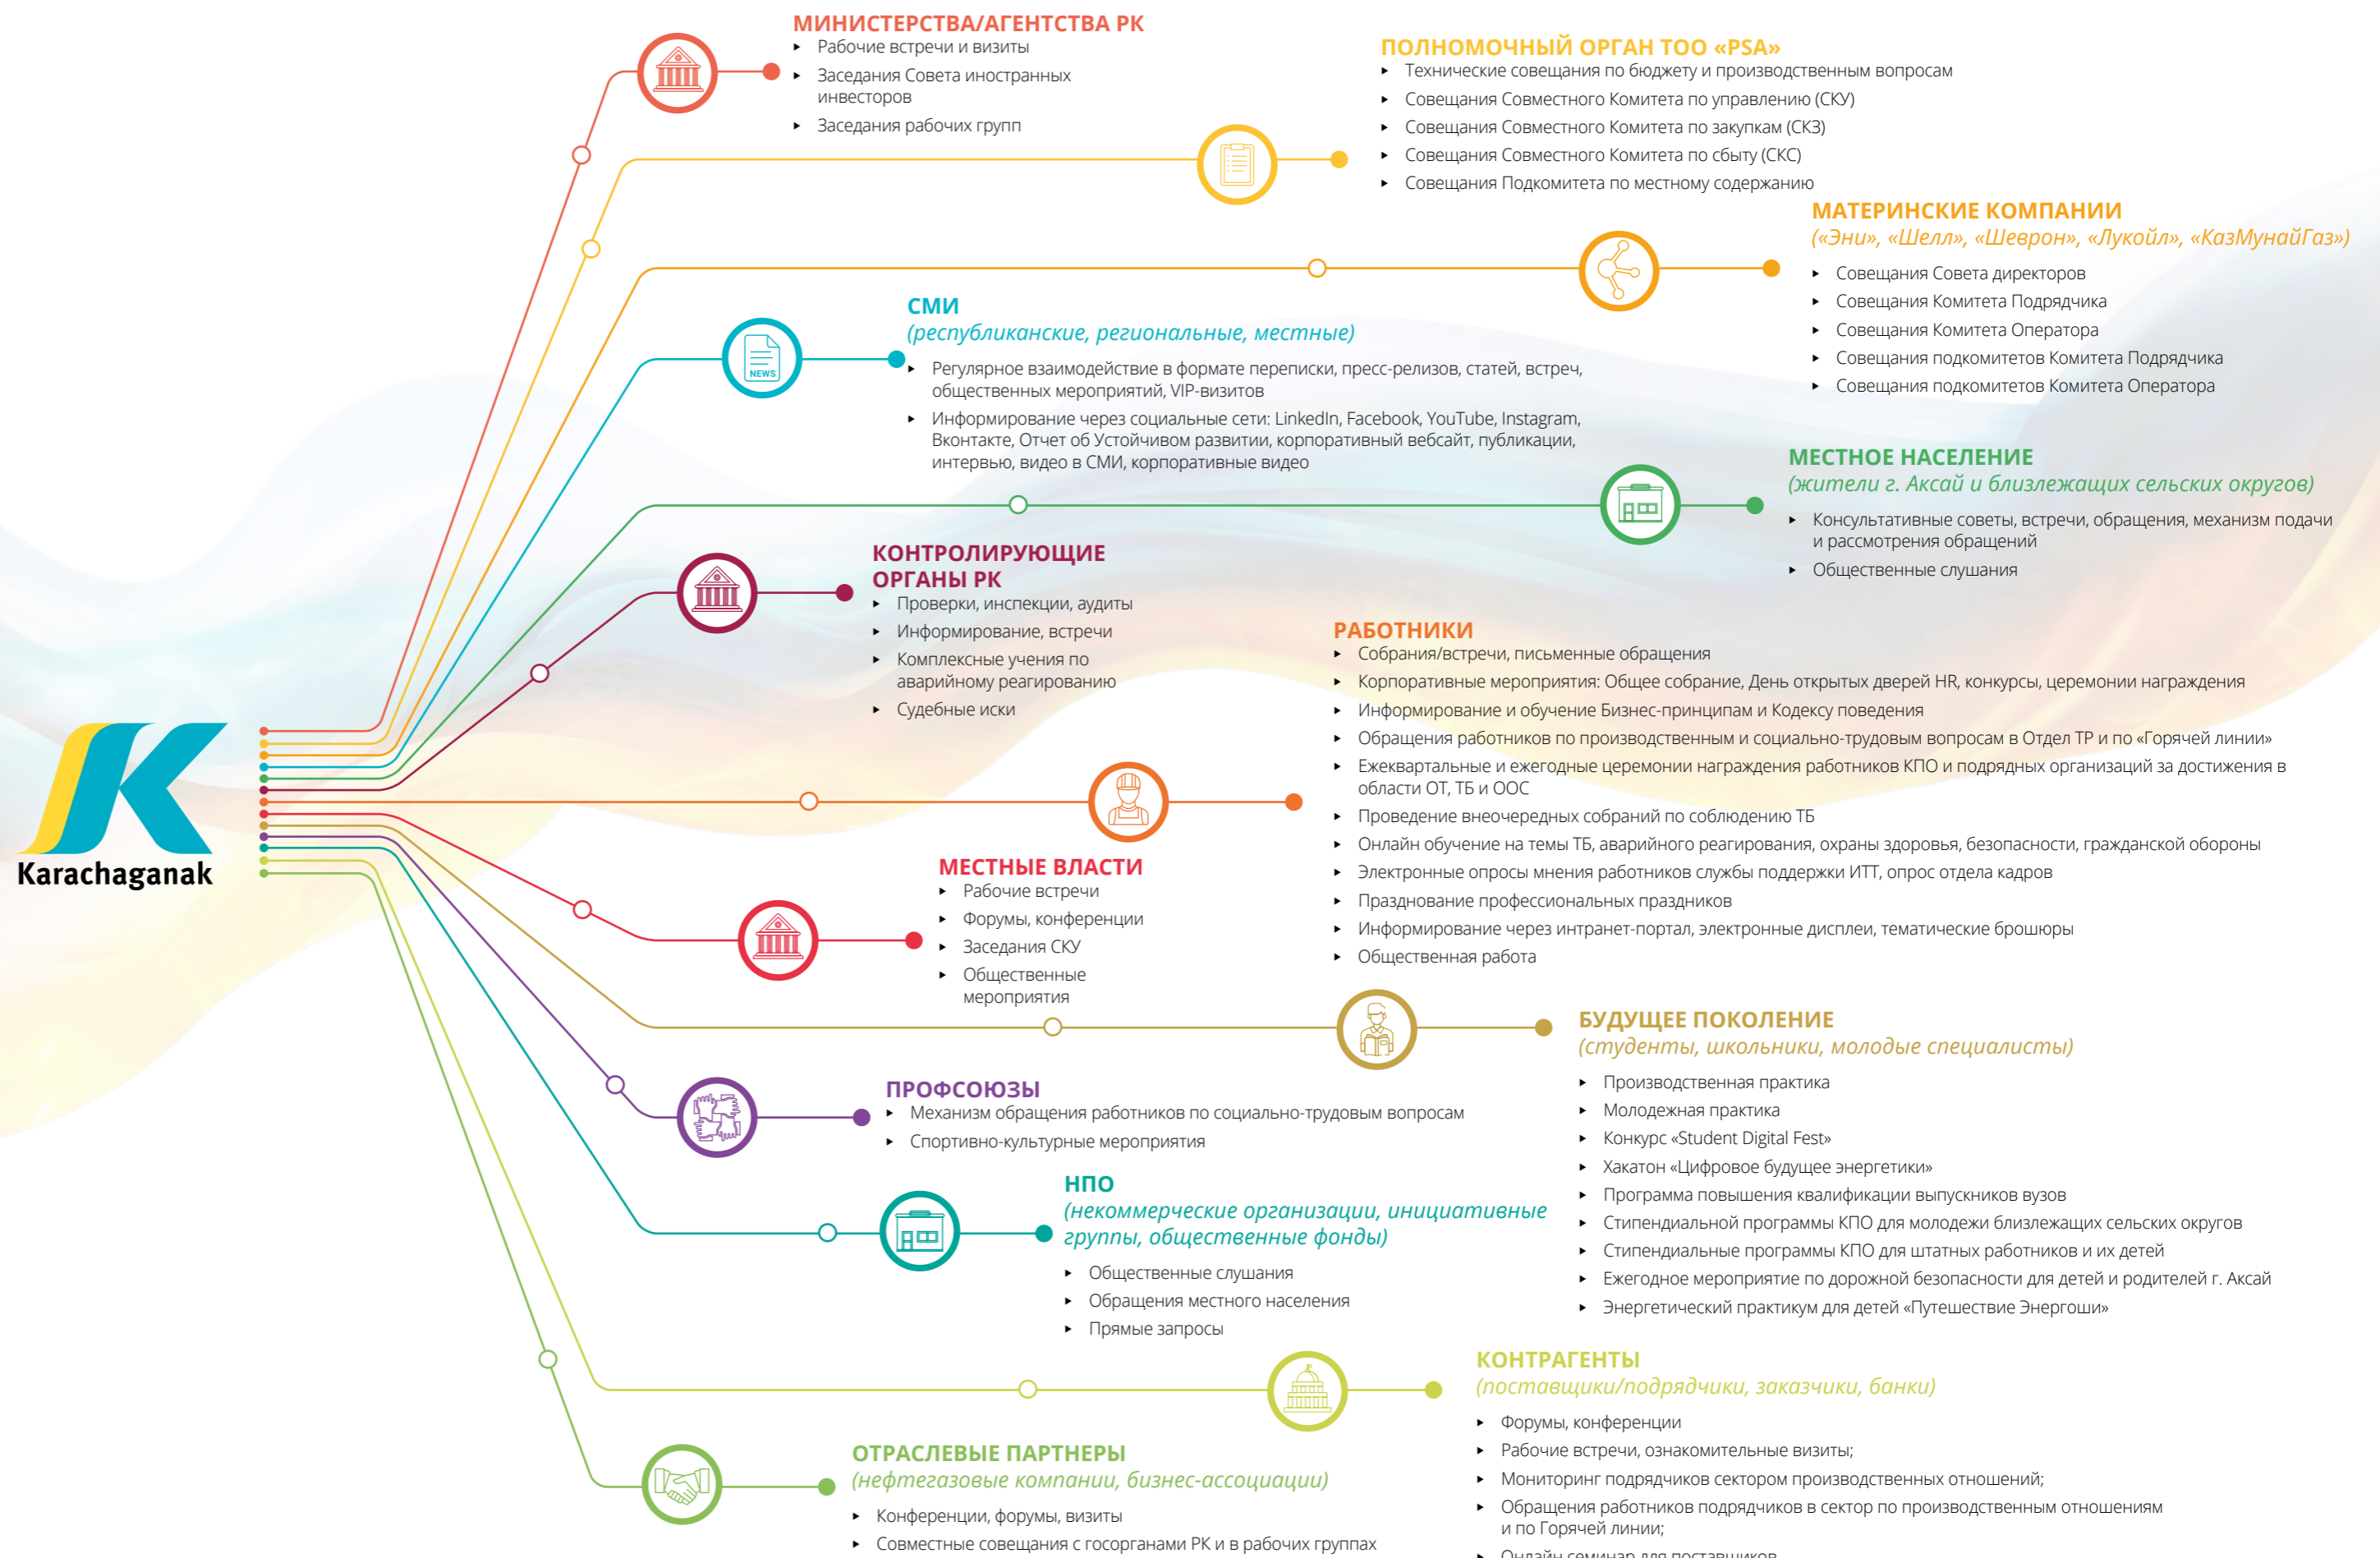 МИНИСТЕРСТВА/АГЕНТСТВА РК
▸ Рабочие встречи и визиты
▸ Заседания Совета иностранных
инвесторов
▸ Заседания рабочих групп
ПОЛНОМОЧНЫЙ ОРГАН ТОО «PSA»
▸ Технические совещания по бюджету и производственным вопросам
▸ Совещания Совместного Комитета по управлению (СКУ)
▸ Совещания Совместного Комитета по закупкам (СКЗ)
▸ Совещания Совместного Комитета по сбыту (СКС)
▸ Совещания Подкомитета по местному содержанию
МАТЕРИНСКИЕ КОМПАНИИ
(«Эни», «Шелл», «Шеврон», «Лукойл», «КазМунайГаз»)
▸ Совещания Совета директоров
▸ Совещания Комитета Подрядчика
▸ Совещания Комитета Оператора
▸ Совещания подкомитетов Комитета Подрядчика
▸ Совещания подкомитетов Комитета Оператора
NEWS
СМИ
(республиканские, региональные, местные)
▸ Регулярное взаимодействие в формате переписки, пресс-релизов, статей, встреч,
общественных мероприятий, VIP-визитов
▸ Информирование через социальные сети: LinkedIn, Facebook, YouTube, Instagram,
Вконтакте, Отчет об Устойчивом развитии, корпоративный вебсайт, публикации,
интервью, видео в СМИ, корпоративные видео
МЕСТНОЕ НАСЕЛЕНИЕ
(жители г. Аксай и близлежащих сельских округов)
▸ Консультативные советы, встречи, обращения, механизм подачи
и рассмотрения обращений
▸ Общественные слушания
КОНТРОЛИРУЮЩИЕ
ОРГАНЫ РК
▸ Проверки, инспекции, аудиты
▸ Информирование, встречи
▸ Комплексные учения по
аварийному реагированию
▸ Судебные иски
РАБОТНИКИ
▸ Собрания/встречи, письменные обращения
▸ Корпоративные мероприятия: Общее собрание, День открытых дверей HR, конкурсы, церемонии награждения
▸ Информирование и обучение Бизнес-принципам и Кодексу поведения
▸ Обращения работников по производственным и социально-трудовым вопросам в Отдел ТР и по «Горячей линии»
▸ Ежеквартальные и ежегодные церемонии награждения работников КПО и подрядных организаций за достижения в
области ОТ, ТБ и ООС
▸ Проведение внеочередных собраний по соблюдению ТБ
▸ Онлайн обучение на темы ТБ, аварийного реагирования, охраны здоровья, безопасности, гражданской обороны
▸ Электронные опросы мнения работников службы поддержки ИТТ, опрос отдела кадров
▸ Празднование профессиональных праздников
▸ Информирование через интранет-портал, электронные дисплеи, тематические брошюры
▸ Общественная работа
Karachaganak
МЕСТНЫЕ ВЛАСТИ
▸ Рабочие встречи
▸ Форумы, конференции
▸ Заседания СКУ
▸ Общественные
мероприятия
БУДУЩЕЕ ПОКОЛЕНИЕ
(студенты, школьники, молодые специалисты)
▸ Производственная практика
▸ Молодежная практика
▸ Конкурс «Student Digital Fest»
▸ Хакатон «Цифровое будущее энергетики»
▸ Программа повышения квалификации выпускников вузов
▸ Стипендиальной программы КПО для молодежи близлежащих сельских округов
▸ Стипендиальные программы КПО для штатных работников и их детей
▸ Ежегодное мероприятие по дорожной безопасности для детей и родителей г. Аксай
▸ Энергетический практикум для детей «Путешествие Энергоши»
ПРОФСОЮЗЫ
▸ Механизм обращения работников по социально-трудовым вопросам
▸ Спортивно-культурные мероприятия
НПО
(некоммерческие организации, инициативные
группы, общественные фонды)
▸ Общественные слушания
▸ Обращения местного населения
▸ Прямые запросы
КОНТРАГЕНТЫ
(поставщики/подрядчики, заказчики, банки)
▸ Форумы, конференции
▸ Рабочие встречи, ознакомительные визиты;
▸ Мониторинг подрядчиков сектором производственных отношений;
▸ Обращения работников подрядчиков в сектор по производственным отношениям
и по Горячей линии;
▸ Онлайн семинар для поставщиков
ОТРАСЛЕВЫЕ ПАРТНЕРЫ
(нефтегазовые компании, бизнес-ассоциации)
▸ Конференции, форумы, визиты
▸ Совместные совещания с госорганами РК и в рабочих группах